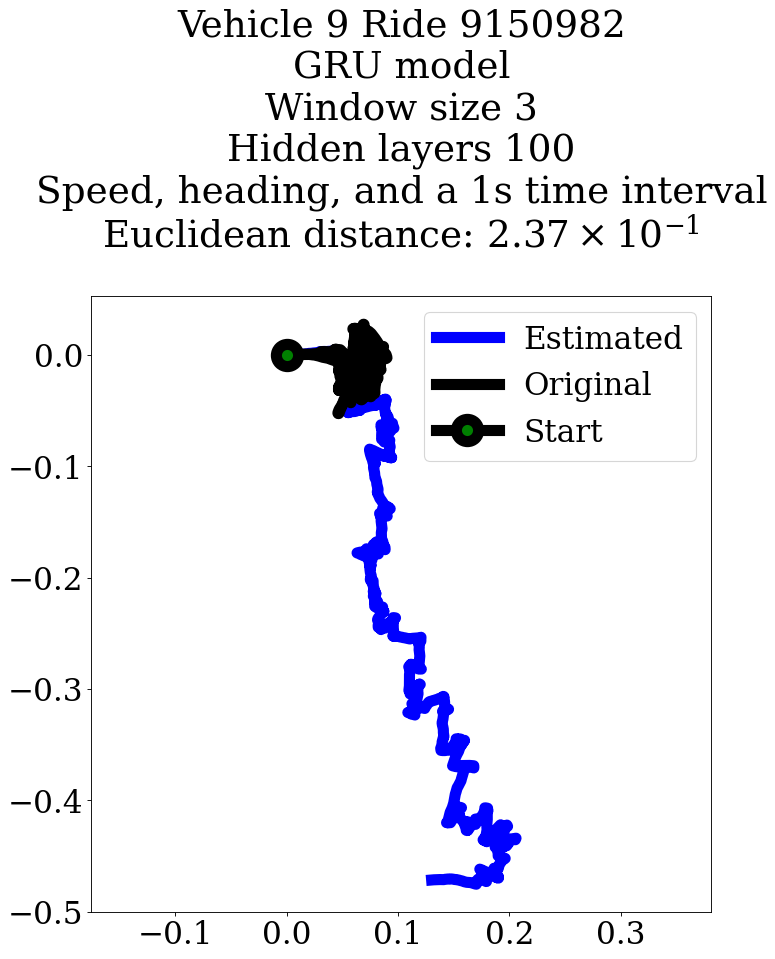 Vehicle 9 Ride 9150982
GRU model
Window size 3
Hidden layers 100
Speed, heading, and a 1s time interval
Euclidean distance: 2.37 × 10⁻¹
Estimated
Original
Start
0.0
−0.1
−0.2
−0.3
−0.4
−0.5
−0.1 0.0 0.1 0.2 0.3